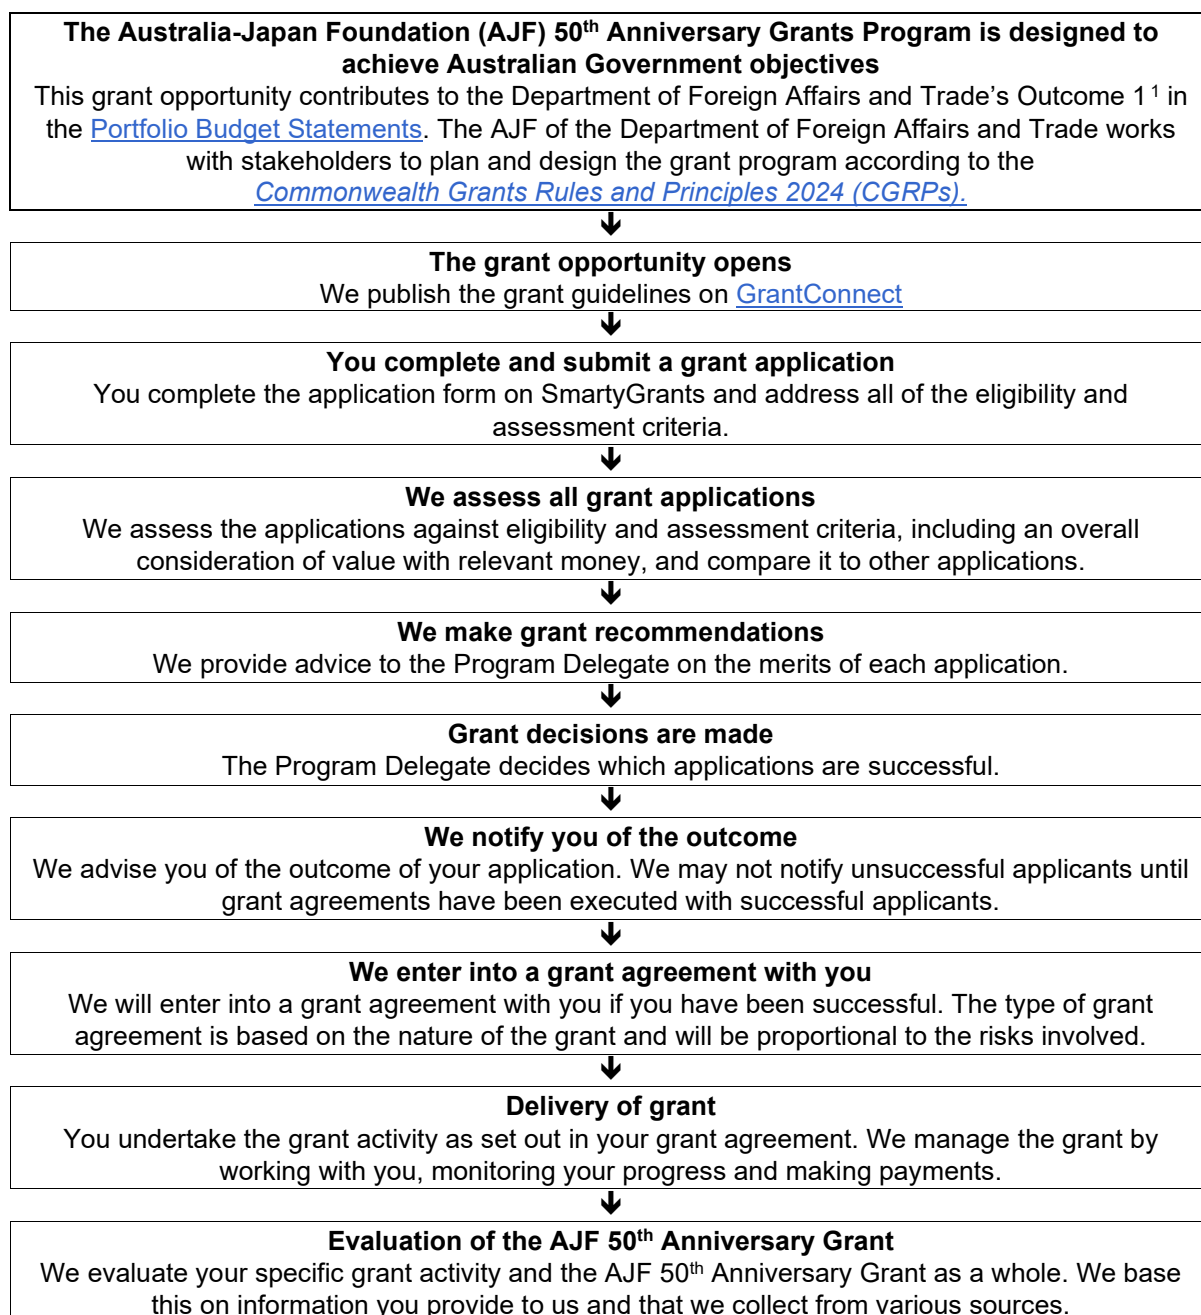 The Australia-Japan Foundation (AJF) 50th Anniversary Grants Program is designed to
achieve Australian Government objectives
This grant opportunity contributes to the Department of Foreign Affairs and Trade's Outcome 1 1 in
the Portfolio Budget Statements. The AJF of the Department of Foreign Affairs and Trade works
with stakeholders to plan and design the grant program according to the
Commonwealth Grants Rules and Principles 2024 (CGRPs).
The grant opportunity opens
We publish the grant guidelines on GrantConnect
You complete and submit a grant application
You complete the application form on SmartyGrants and address all of the eligibility and
assessment criteria.
We assess all grant applications
We assess the applications against eligibility and assessment criteria, including an overall
consideration of value with relevant money, and compare it to other applications.
We make grant recommendations
We provide advice to the Program Delegate on the merits of each application.
Grant decisions are made
The Program Delegate decides which applications are successful.
We notify you of the outcome
We advise you of the outcome of your application. We may not notify unsuccessful applicants until
grant agreements have been executed with successful applicants.
We enter into a grant agreement with you
We will enter into a grant agreement with you if you have been successful. The type of grant
agreement is based on the nature of the grant and will be proportional to the risks involved.
Delivery of grant
You undertake the grant activity as set out in your grant agreement. We manage the grant by
working with you, monitoring your progress and making payments.
Evaluation of the AJF 50th Anniversary Grant
We evaluate your specific grant activity and the AJF 50th Anniversary Grant as a whole. We base
this on information you provide to us and that we collect from various sources.